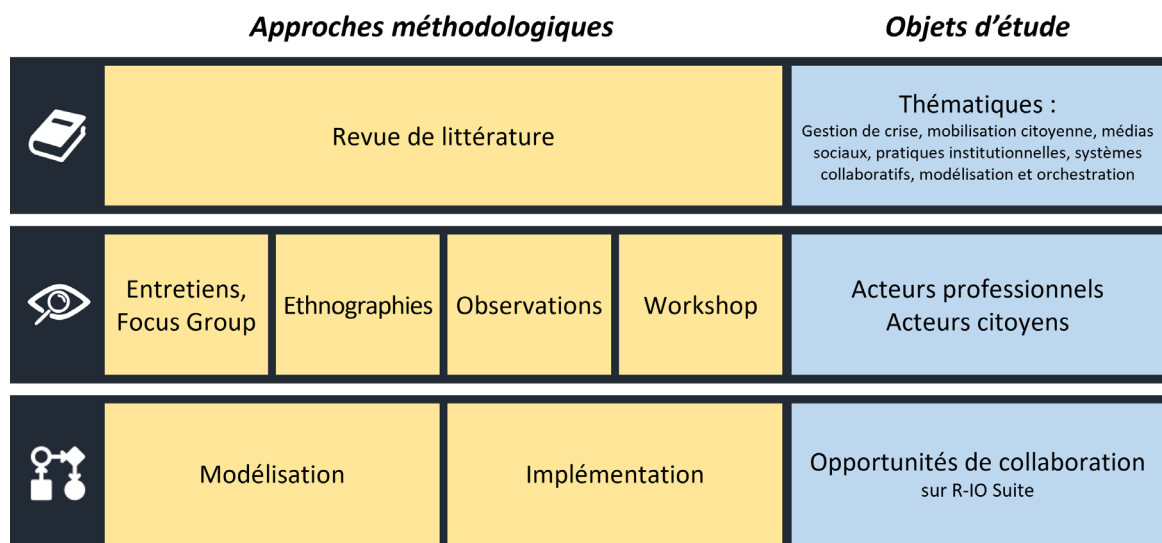 Approches méthodologiques
Objets d’étude
Revue de littérature
Thématiques :
Gestion de crise, mobilisation citoyenne, médias
sociaux, pratiques institutionnelles, systèmes
collaboratifs, modélisation et orchestration
Entretiens,
Focus Group
Ethnographies
Observations
Workshop
Acteurs professionnels
Acteurs citoyens
Modélisation
Implémentation
Opportunités de collaboration
sur R-IO Suite